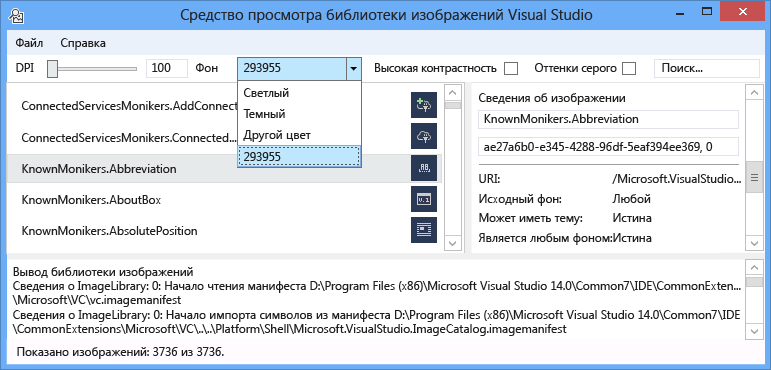 Средство просмотра библиотеки изображений Visual Studio
Файл Справка
DPI 100 Фон 293955 Высокая контрастность Оттенки серого Поиск...
Светлый
Темный
Другой цвет
293955
ConnectedServicesMonikers.AddConnect
ConnectedServicesMonikers.Connected...
KnownMonikers.Abbreviation
KnownMonikers.AboutBox
KnownMonikers.AbsolutePosition
Сведения об изображении
KnownMonikers.Abbreviation
ae27a6b0-e345-4288-96df-5eaf394ee369, 0
URI: /Microsoft.VisualStudio...
Исходный фон: Любой
Может иметь тему: Истина
Является любым фоном: Истина
Вывод библиотеки изображений
Сведения о ImageLibrary: 0: Начало чтения манифеста D:\Program Files (x86)\Microsoft Visual Studio 14.0\Common7\IDE\CommonExten...
\Microsoft\VC\vc.imagemanifest
Сведения о ImageLibrary: 0: Начало импорта символов из манифеста D:\Program Files (x86)\Microsoft Visual Studio 14.0\Common7\IDE
\CommonExtensions\Microsoft\VC\..\..\Platform\Shell\Microsoft.VisualStudio.ImageCatalog.imagemanifest
Показано изображений: 3736 из 3736.